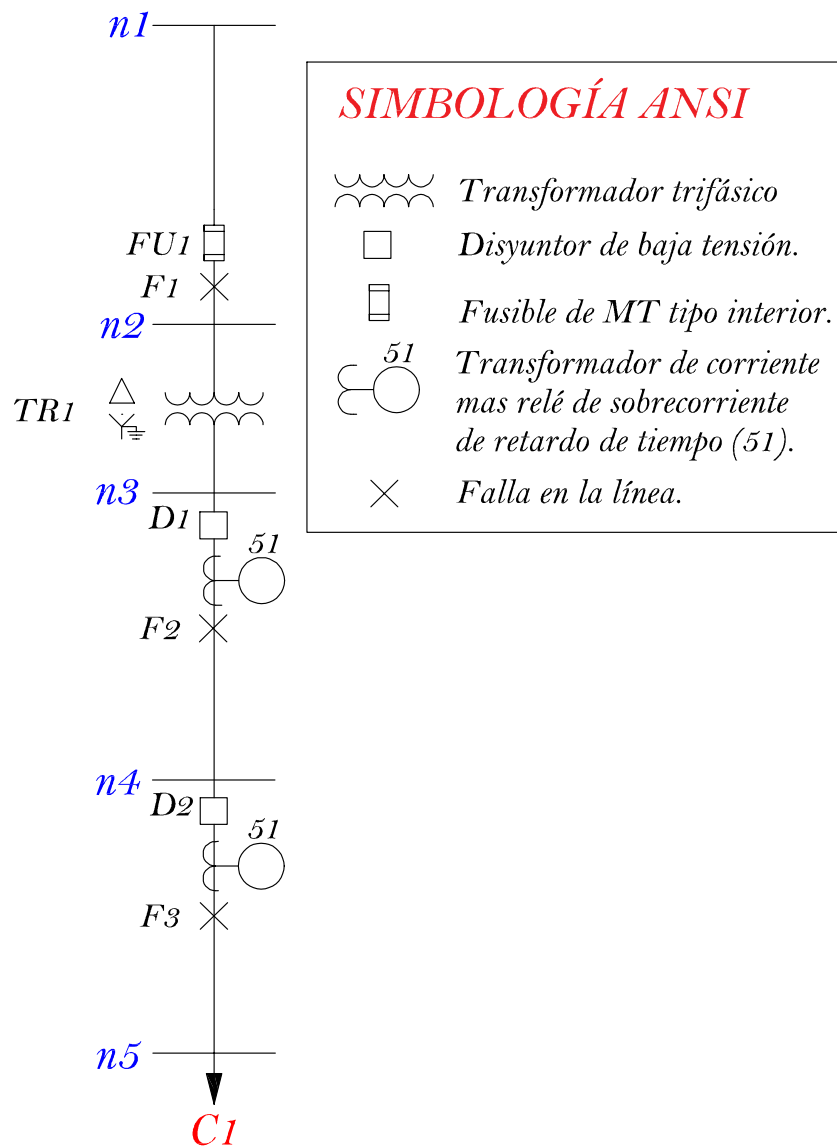 n1
FU1
F1
n2
TR1
n3
D1
51
F2
n4
D2
51
F3
n5
C1
SIMBOLOGÍA ANSI
Transformador trifásico
Disyuntor de baja tensión.
Fusible de MT tipo interior.
51
Transformador de corriente
mas relé de sobrecorriente
de retardo de tiempo (51).
Falla en la línea.